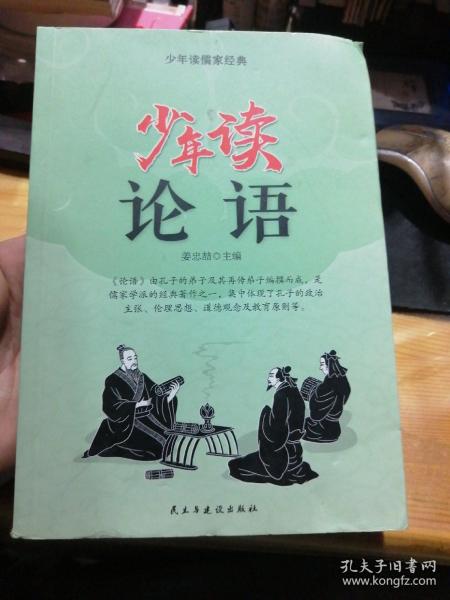 少年读儒家经典
少年读
论语
姜忠喆◎主编
《论语》由孔子的弟子及其再传弟子编撰而成，是
儒家学派的经典著作之一，集中体现了孔子的政治
主张、伦理思想、道德观念及教育原则等。
民主与建设出版社
孔夫子旧书网
www.kongfz.com